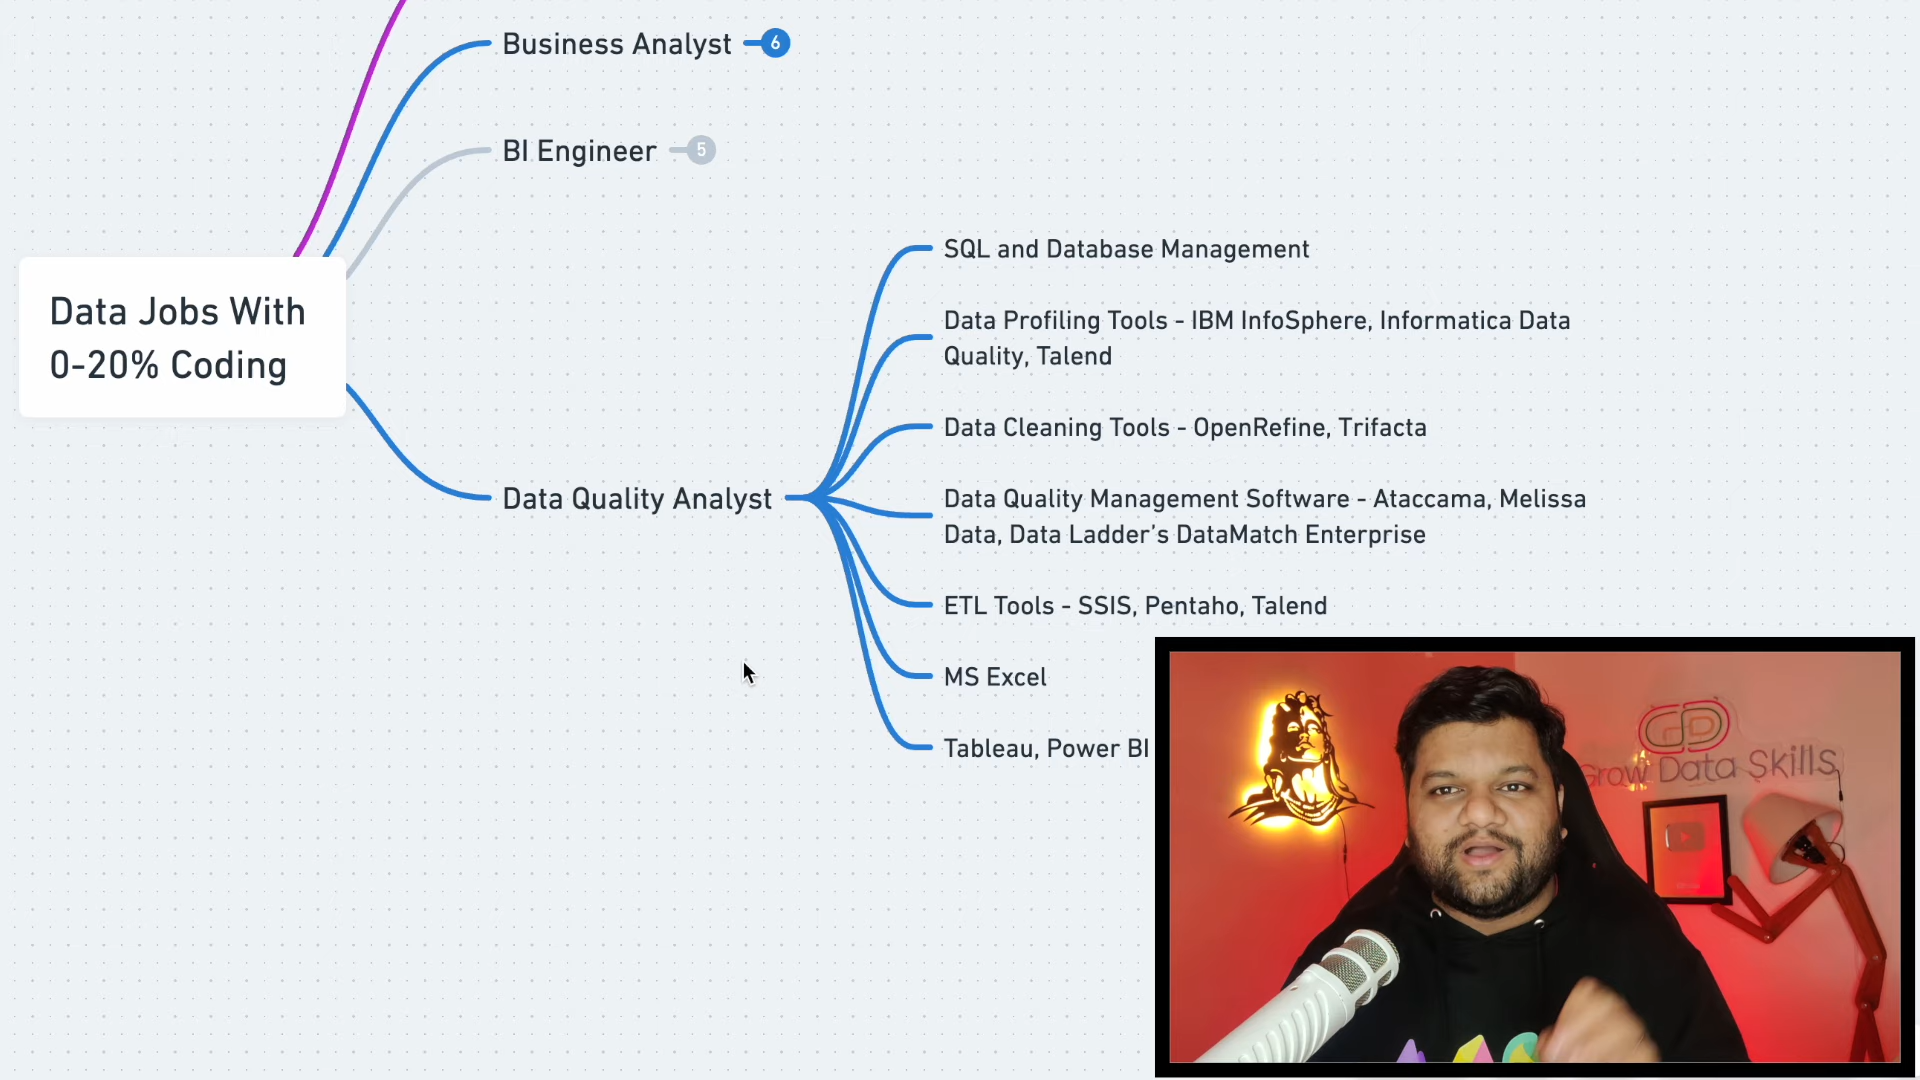 Business Analyst
6
BI Engineer
5
Data Jobs With
0-20% Coding
SQL and Database Management
Data Profiling Tools - IBM InfoSphere, Informatica Data
Quality, Talend
Data Cleaning Tools - OpenRefine, Trifacta
Data Quality Analyst
Data Quality Management Software - Ataccama, Melissa
Data, Data Ladder’s DataMatch Enterprise
ETL Tools - SSIS, Pentaho, Talend
MS Excel
Tableau, Power BI
GD
Grow Data Skills